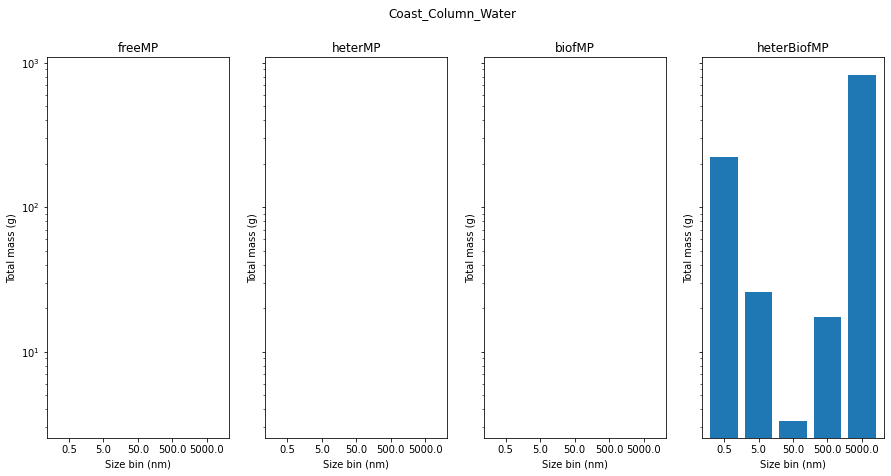 Coast_Column_Water
freeMP
heterMP
biofMP
heterBiofMP
10³
10²
10¹
Total mass (g)
Total mass (g)
Total mass (g)
Total mass (g)
0.5 5.0 50.0 500.0 5000.0
0.5 5.0 50.0 500.0 5000.0
0.5 5.0 50.0 500.0 5000.0
0.5 5.0 50.0 500.0 5000.0
Size bin (nm)
Size bin (nm)
Size bin (nm)
Size bin (nm)